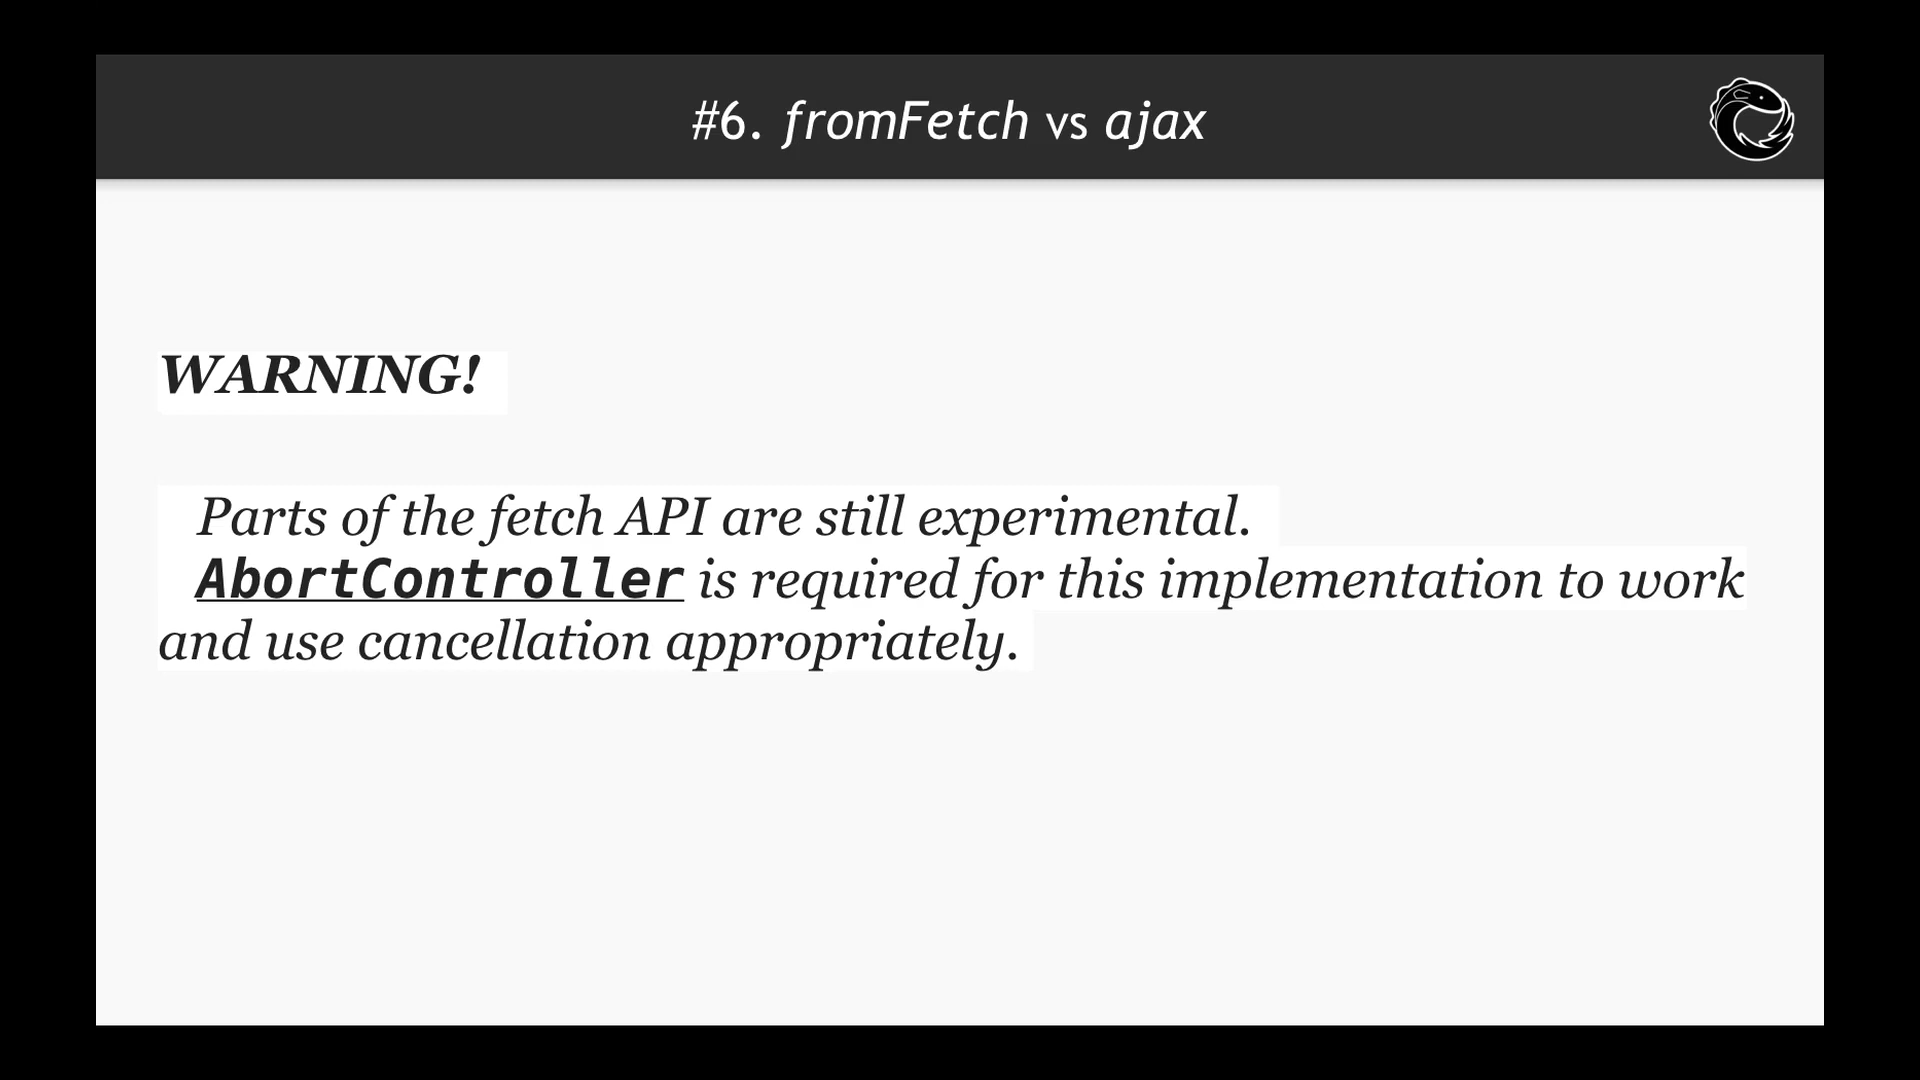 #6. fromFetch vs ajax
WARNING!
Parts of the fetch API are still experimental.
AbortController is required for this implementation to work
and use cancellation appropriately.